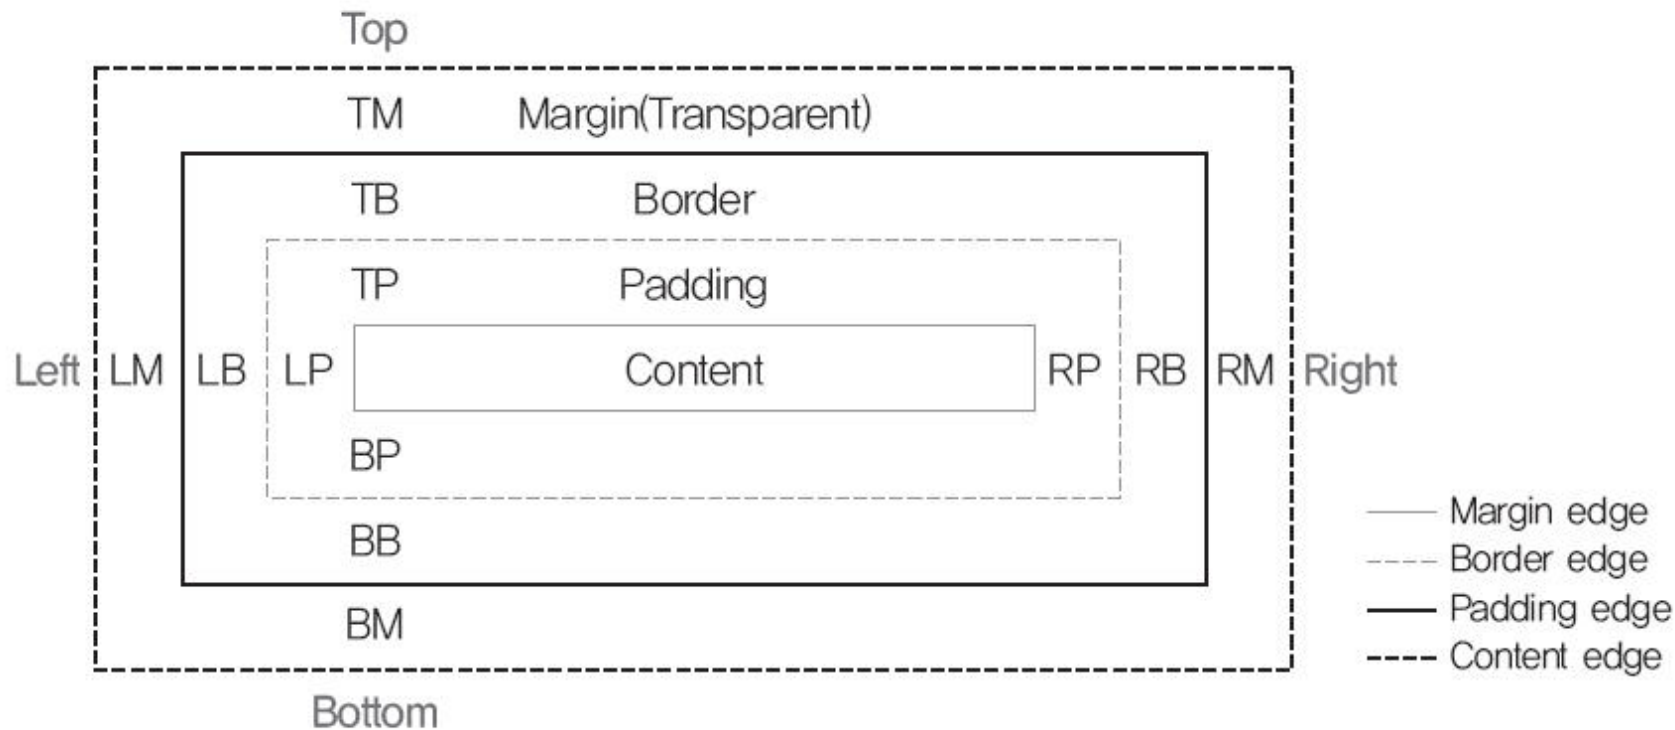 Top
TM Margin(Transparent)
TB Border
TP Padding
Left LM LB LP Content RP RB RM Right
BP
BB
BM
Bottom
Margin edge
Border edge
Padding edge
Content edge